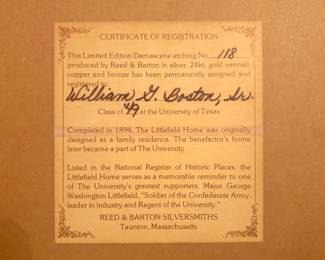 CERTIFICATE OF REGISTRATION
This Limited Edition Damascene etching No. 118
produced by Reed & Barton in silver, 24kt. gold vermeil,
copper and bronze has been permanently assigned and
registered to
William G. Boston, Sr.
Class of 49 at the University of Texas
Completed in 1894, The Littlefield Home was originally
designed as a family residence. The benefactor's home
later became a part of The University.
Listed in the National Register of Historic Places, the
Littlefield Home serves as a memorable reminder to one
of The University's greatest supporters: Major George
Washington Littlefield. "Soldier of the Confederate Army,
leader in industry and Regent of the University."
REED & BARTON SILVERSMITHS
Taunton, Massachusetts